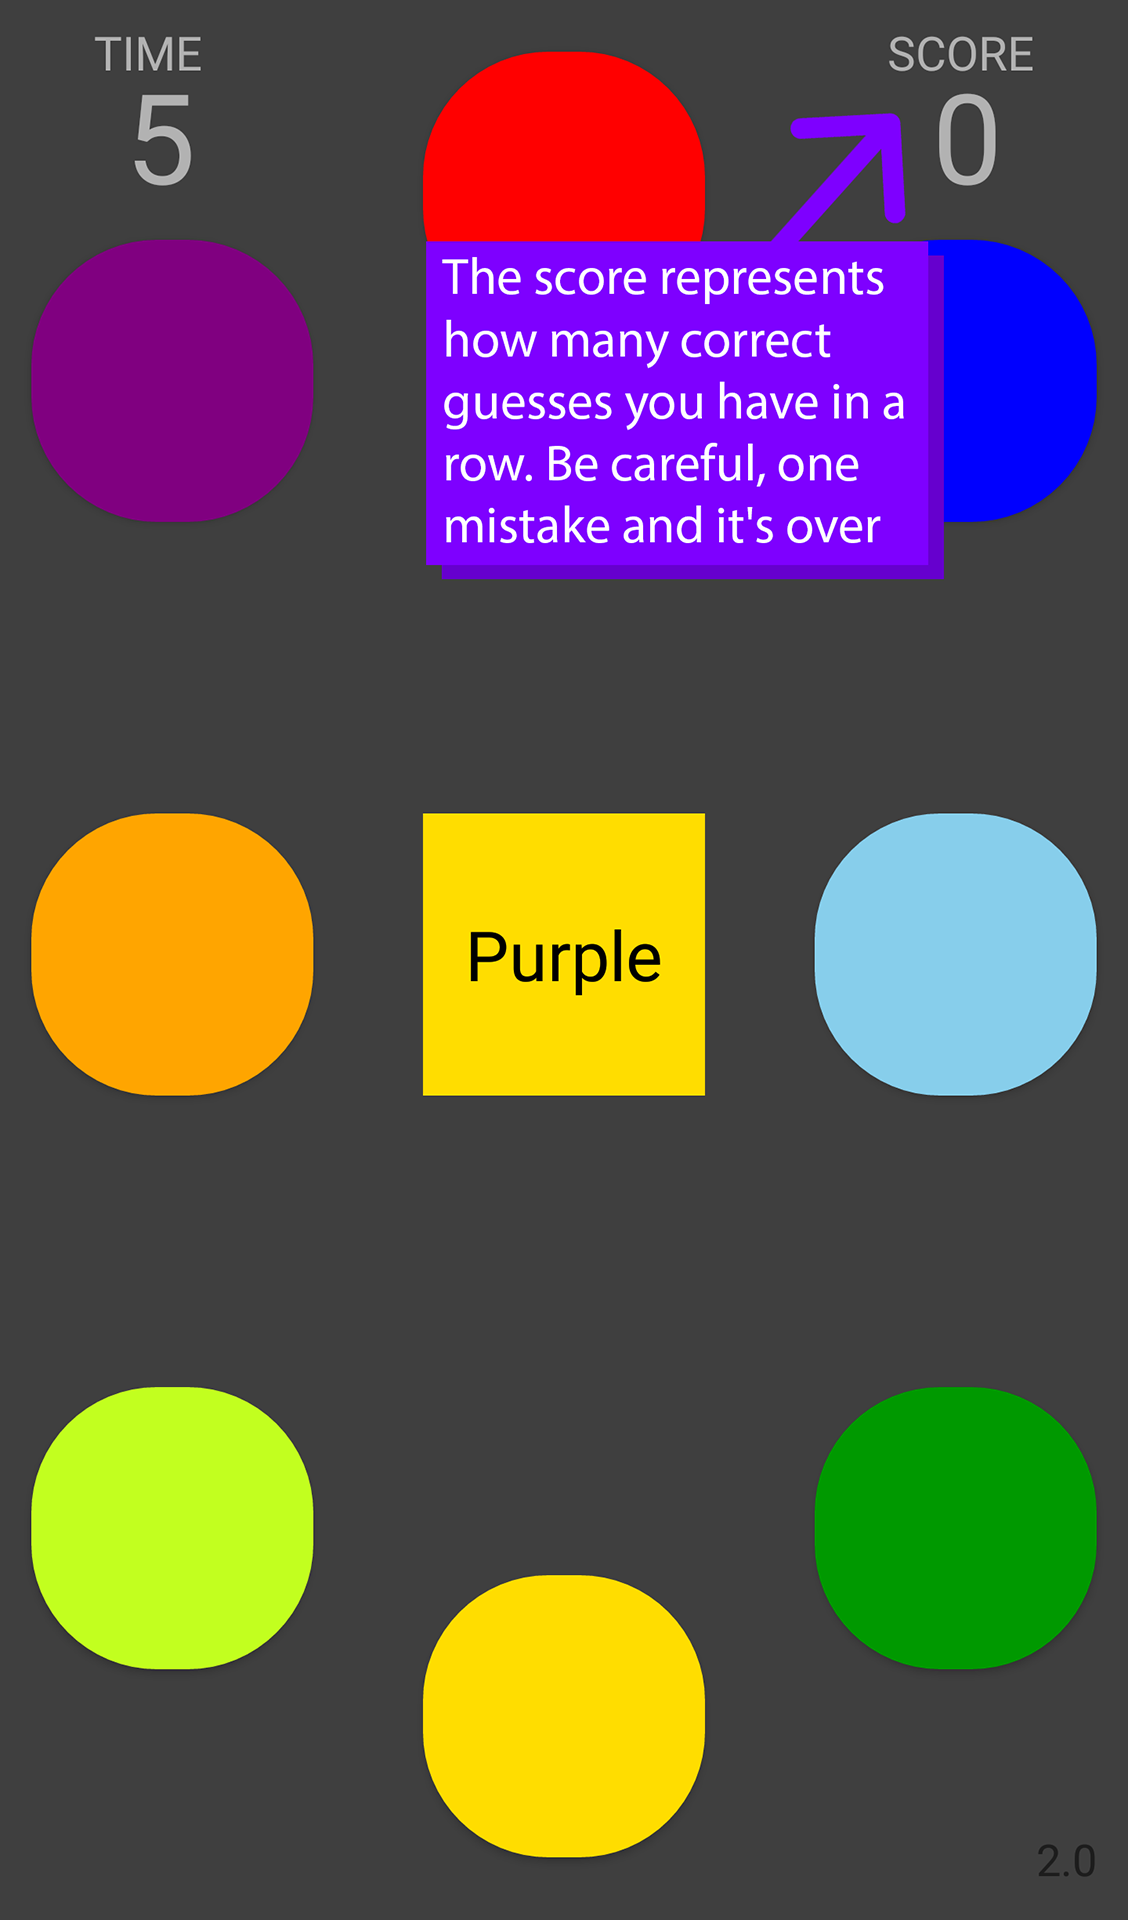 TIME
5
SCORE
0
The score represents
how many correct
guesses you have in a
row. Be careful, one
mistake and it's over
Purple
2.0